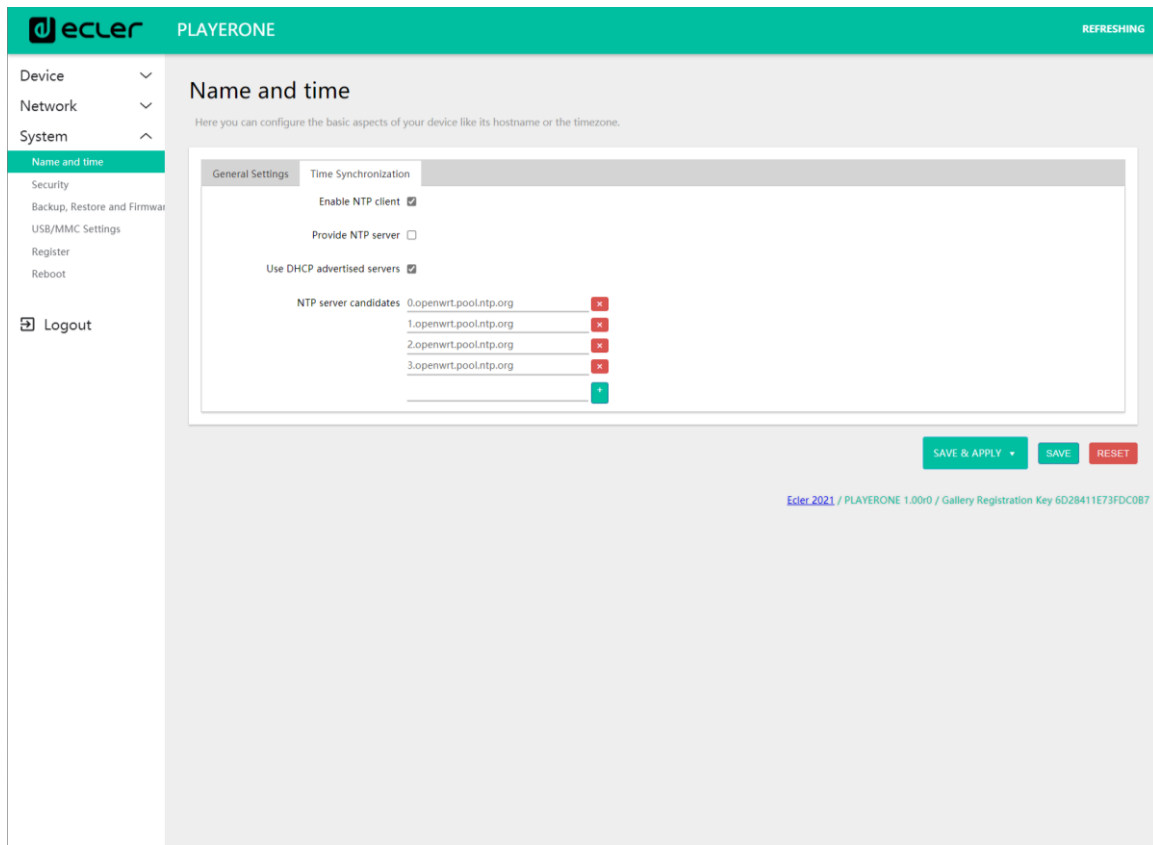 ecler
PLAYERONE
REFRESHING
Device
Network
System
Name and time
Security
Backup, Restore and Firmwar
USB/MMC Settings
Register
Reboot
Logout
Name and time
Here you can configure the basic aspects of your device like its hostname or the timezone.
General Settings
Time Synchronization
Enable NTP client
Provide NTP server
Use DHCP advertised servers
NTP server candidates 0.openwrt.pool.ntp.org ×
1.openwrt.pool.ntp.org ×
2.openwrt.pool.ntp.org ×
3.openwrt.pool.ntp.org ×
+
SAVE & APPLY
SAVE
RESET
Ecler 2021 / PLAYERONE 1.00r0 / Gallery Registration Key 6D28411E73FDC0B7